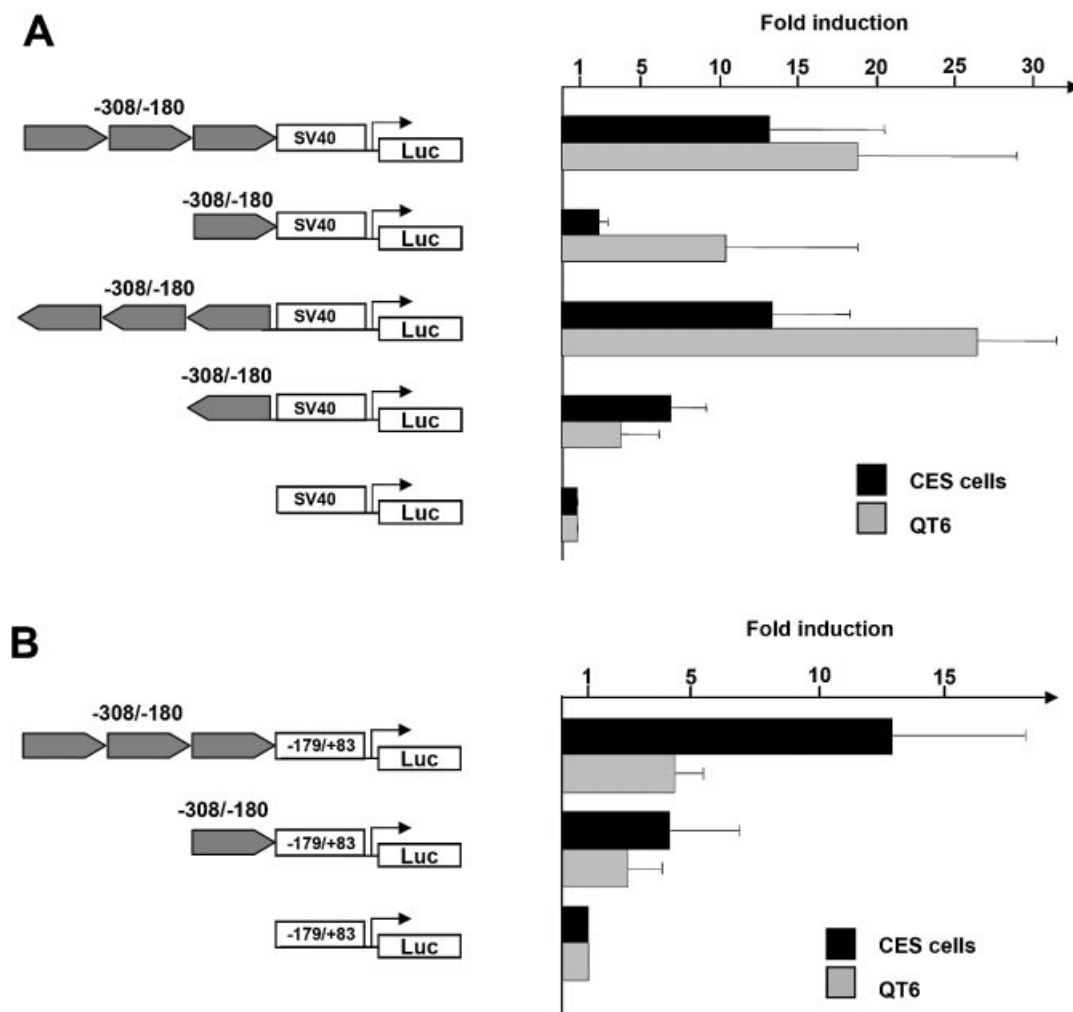 A
Fold induction
1 5 10 15 20 25 30
-308/-180
SV40
Luc
-308/-180
SV40
Luc
-308/-180
SV40
Luc
-308/-180
SV40
Luc
SV40
Luc
CES cells
QT6
B
Fold induction
1 5 10 15
-308/-180
-179/+83
Luc
-308/-180
-179/+83
Luc
-179/+83
Luc
CES cells
QT6